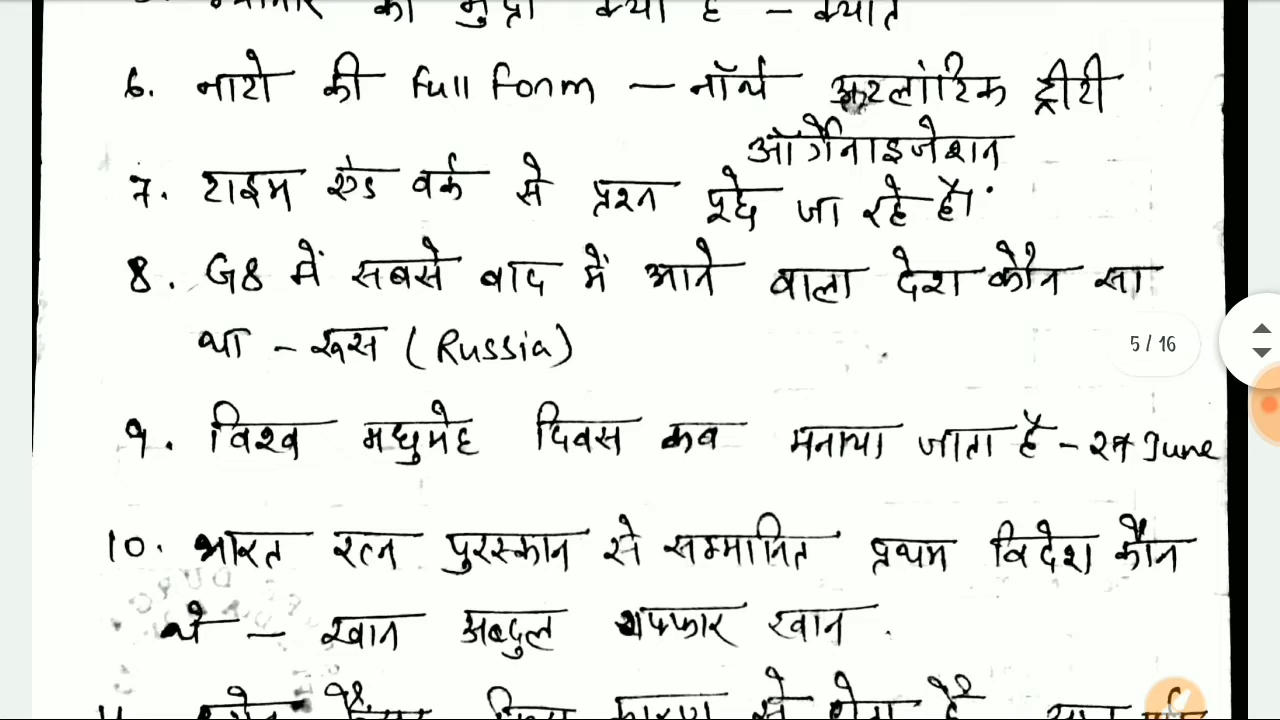 की मुद्रा क्या है – क्यात
6. नाटो की Full Form – नॉर्थ अटलांटिक ट्रीटी
ऑर्गेनाइजेशन
7. टाइम एंड वर्क से प्रश्न पूछे जा रहे हैं।
8. G8 में सबसे बाद में आने वाला देश कौन सा
था – रूस (Russia)
5 / 16
9. विश्व मधुमेह दिवस कब मनाया जाता है – 27 June
10. भारत रत्न पुरस्कान से सम्मानित प्रथम विदेश कौन
थे – खान अब्दुल गफ्फार खान.